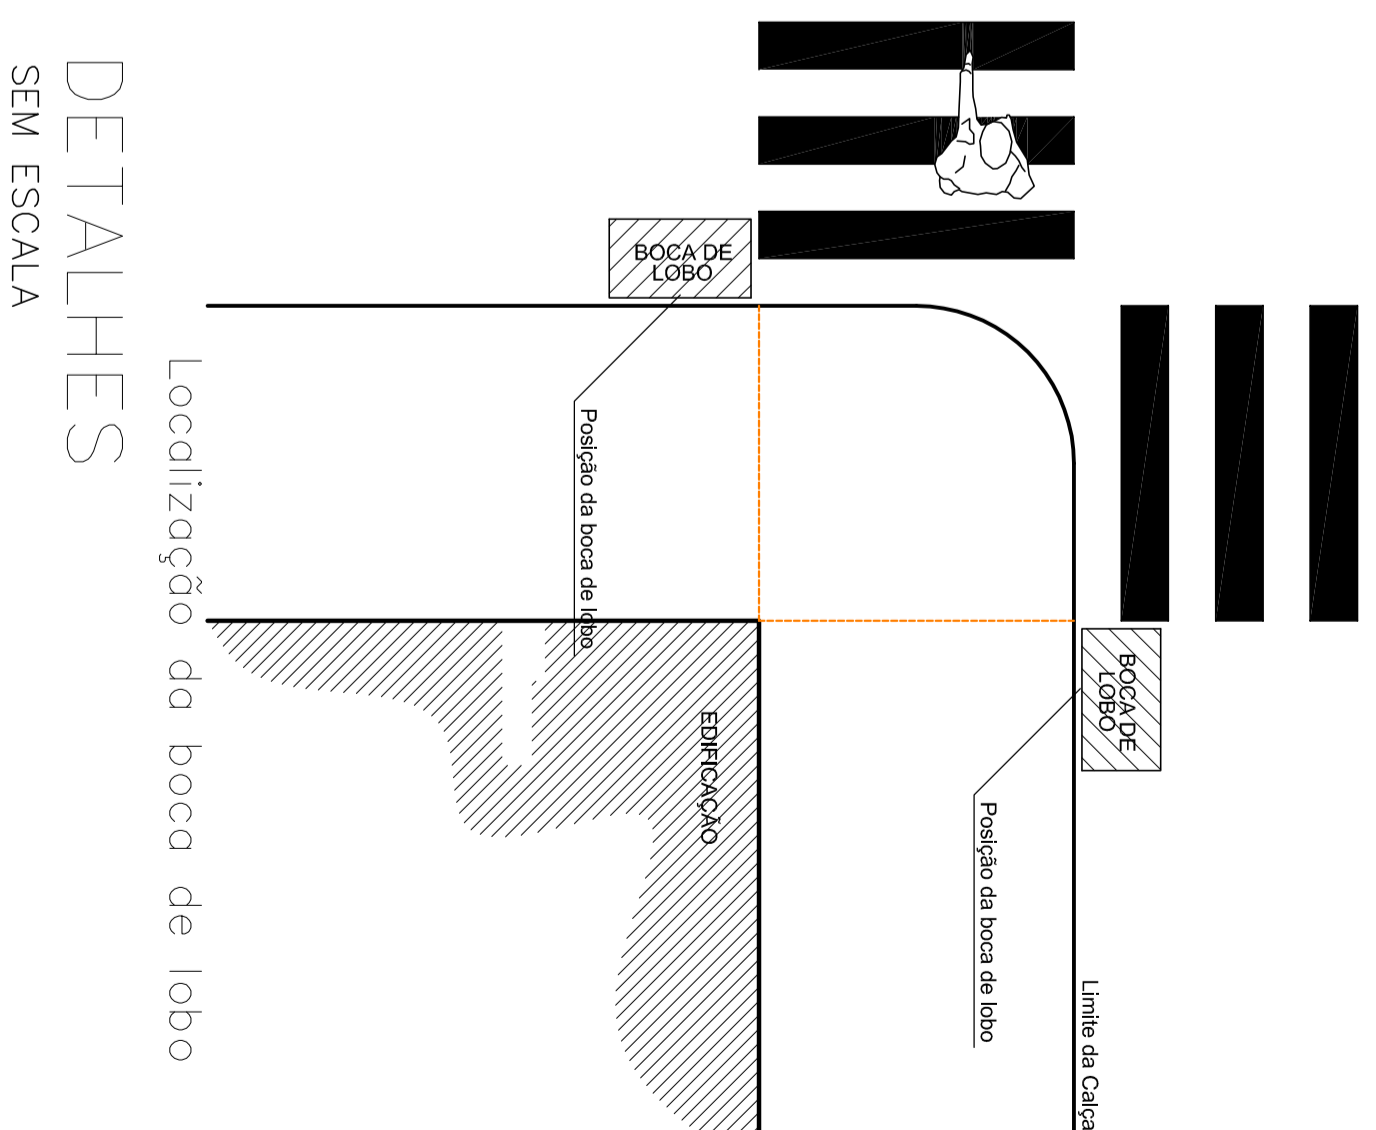 DETALHES
SEM ESCALA
Localização da boca de lobo
BOCA DE
LOBO
Posição da boca de lobo
EDIFICAÇÃO
BOCA DE
LOBO
Posição da boca de lobo
Limite da Calça